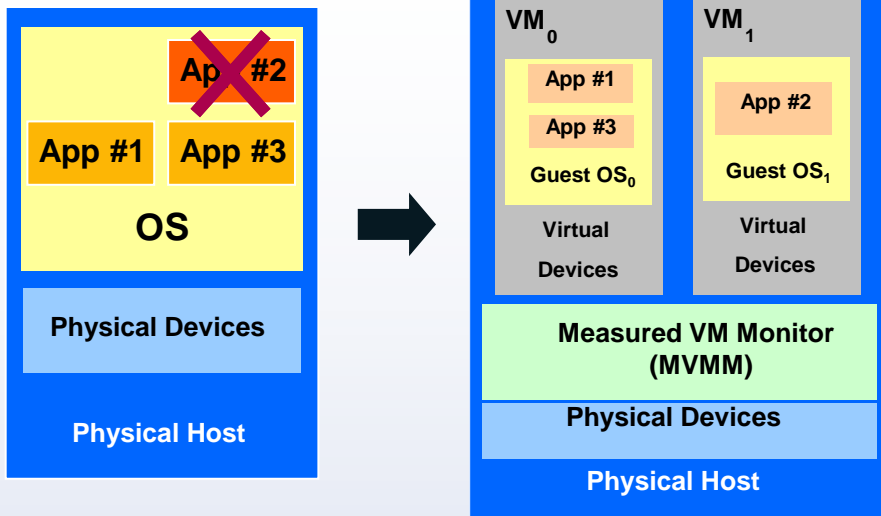 App #2
App #1
App #3
OS
Physical Devices
Physical Host
VM0
App #1
App #3
Guest OS0
Virtual
Devices
VM1
App #2
Guest OS1
Virtual
Devices
Measured VM Monitor
(MVMM)
Physical Devices
Physical Host